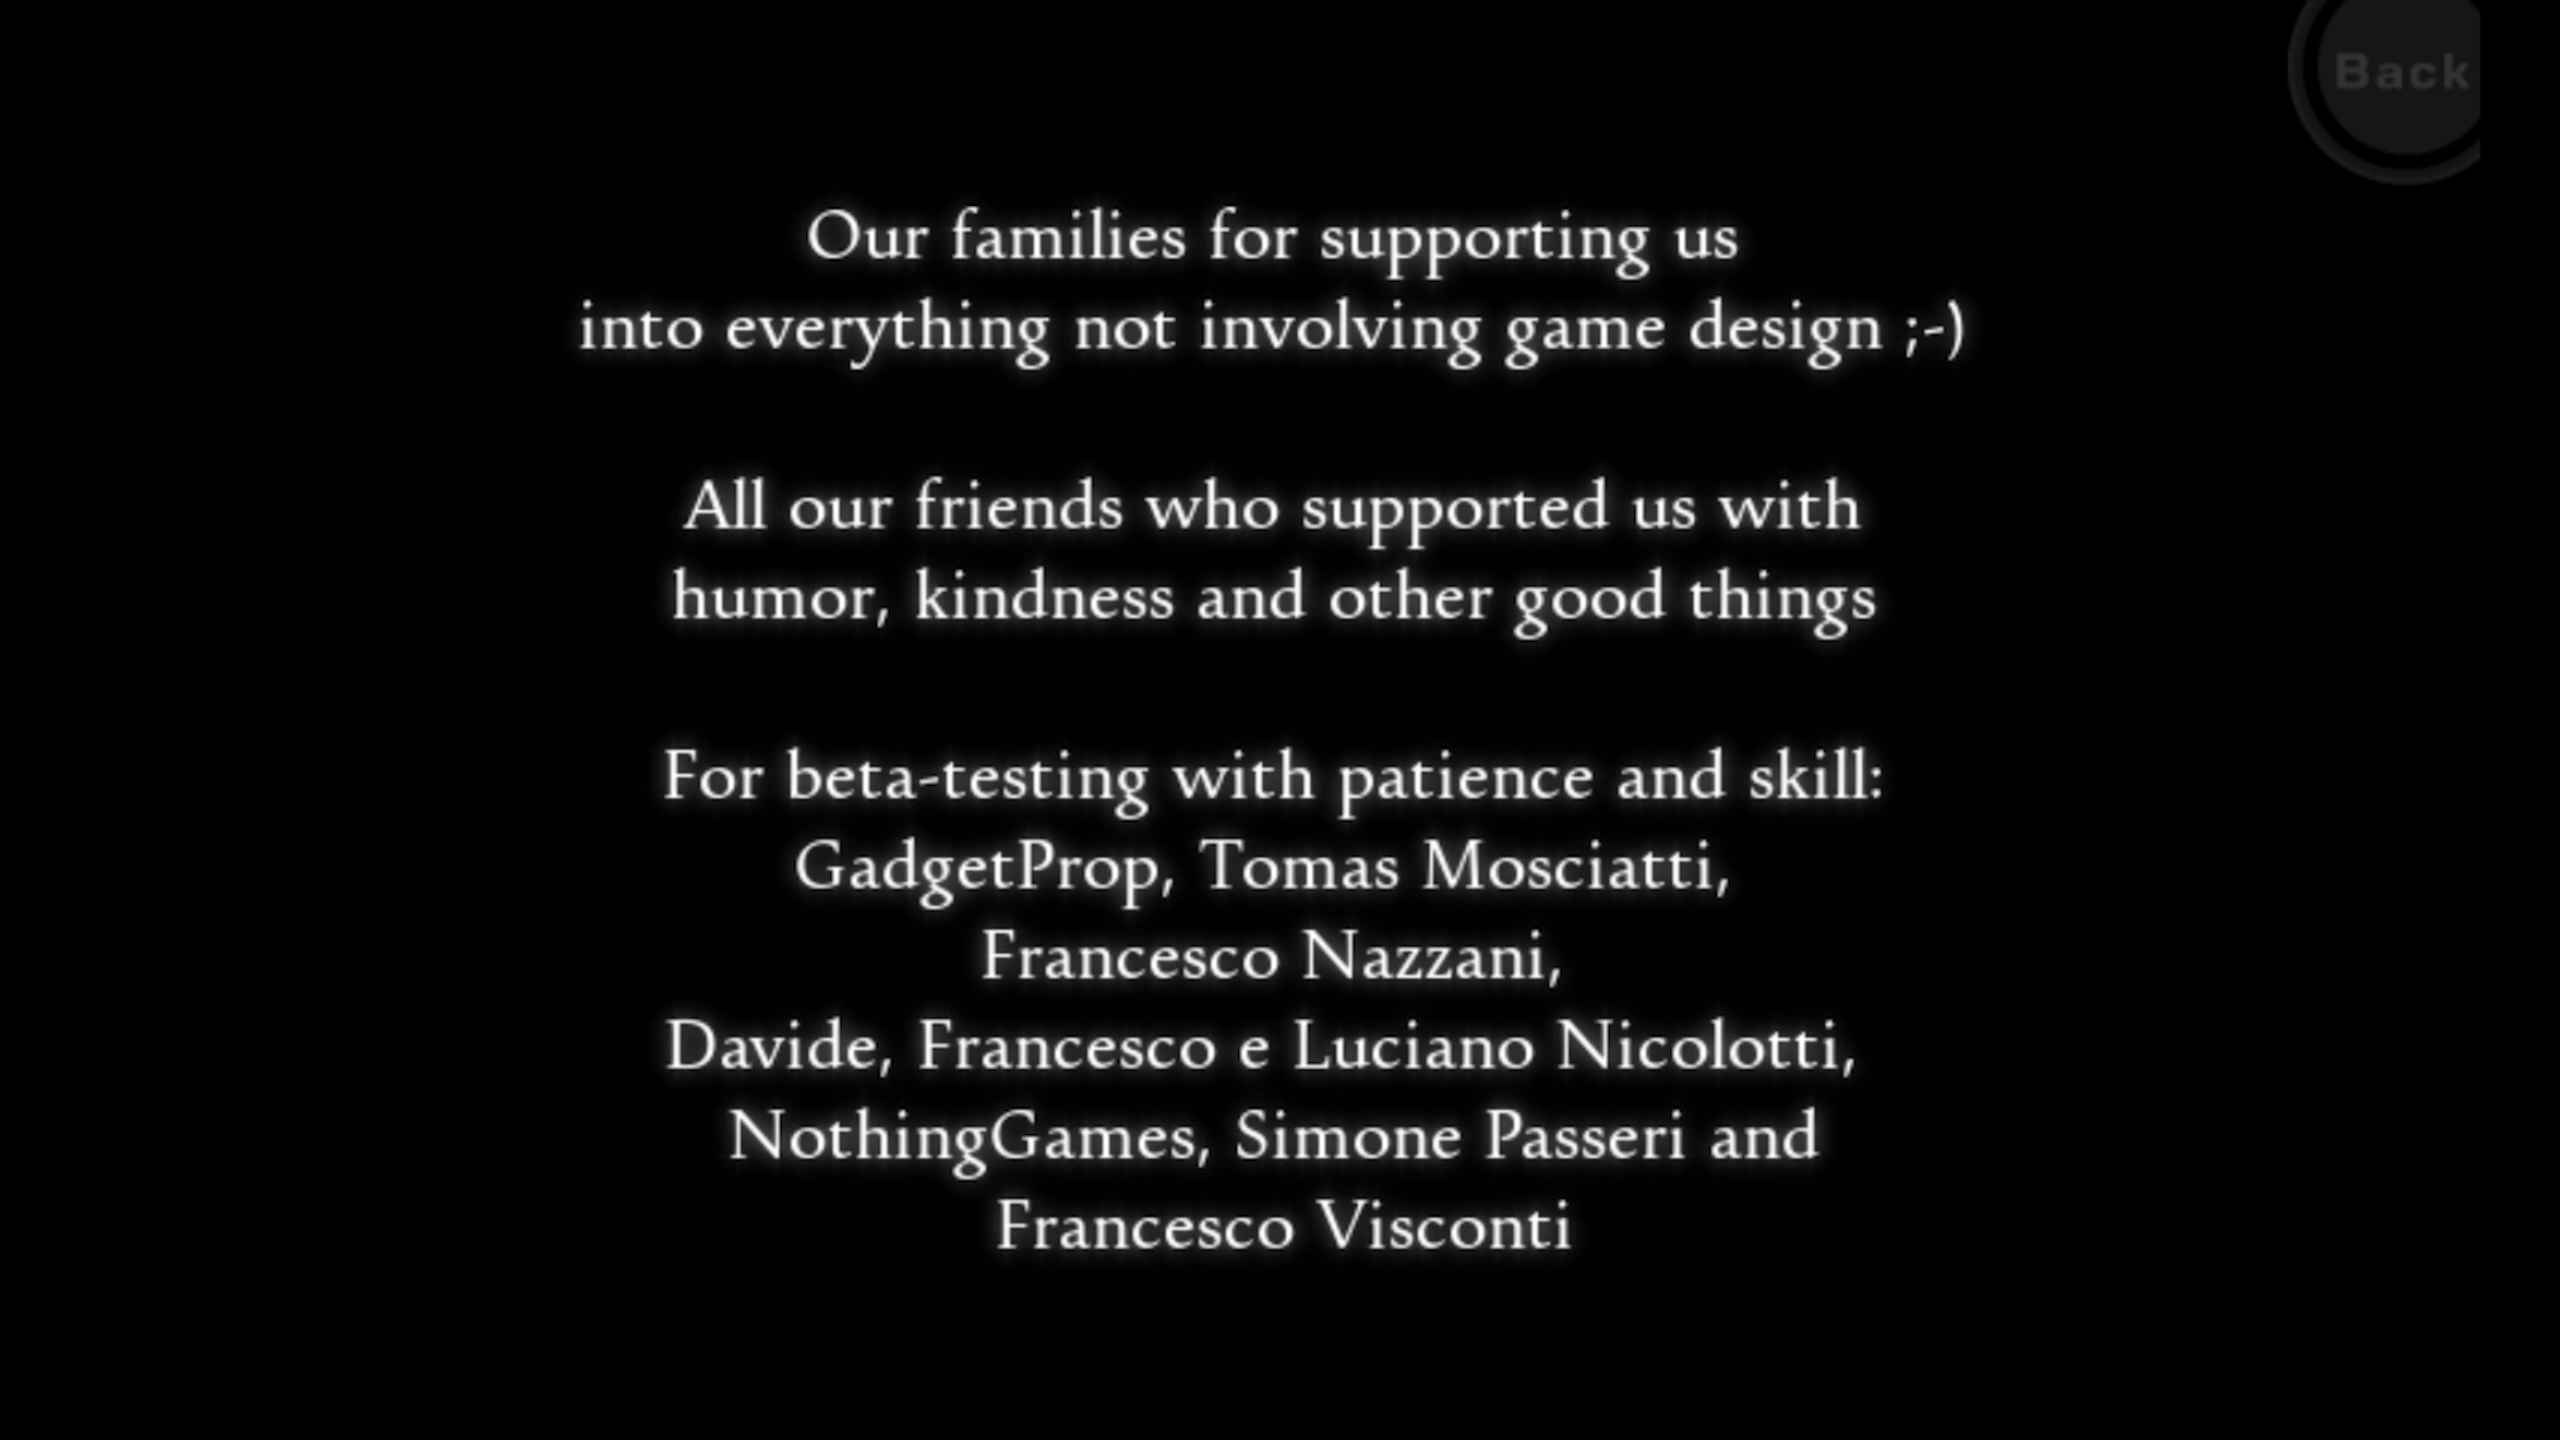 Back
Our families for supporting us
into everything not involving game design ;-)
All our friends who supported us with
humor, kindness and other good things
For beta-testing with patience and skill:
GadgetProp, Tomas Mosciatti,
Francesco Nazzani,
Davide, Francesco e Luciano Nicolotti,
NothingGames, Simone Passeri and
Francesco Visconti